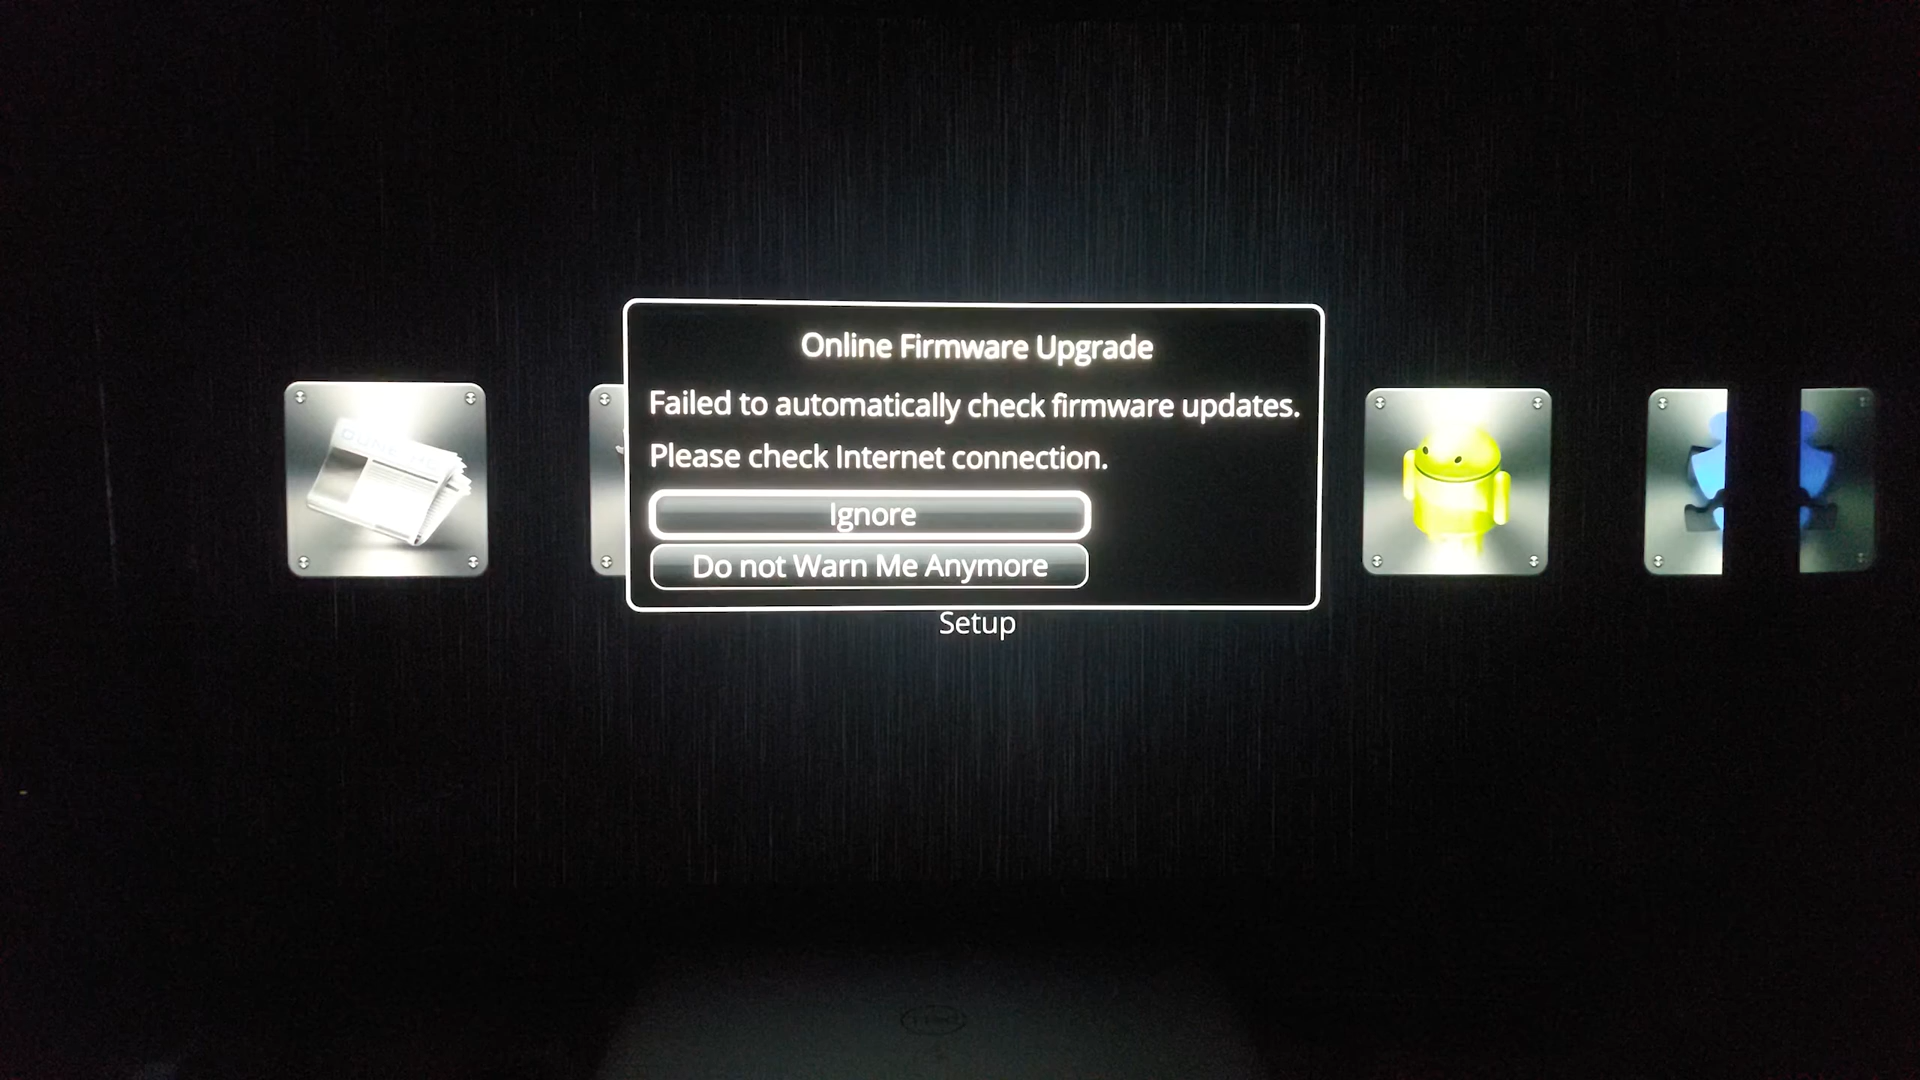 Online Firmware Upgrade
Failed to automatically check firmware updates.
Please check Internet connection.
Ignore
Do not Warn Me Anymore
Setup